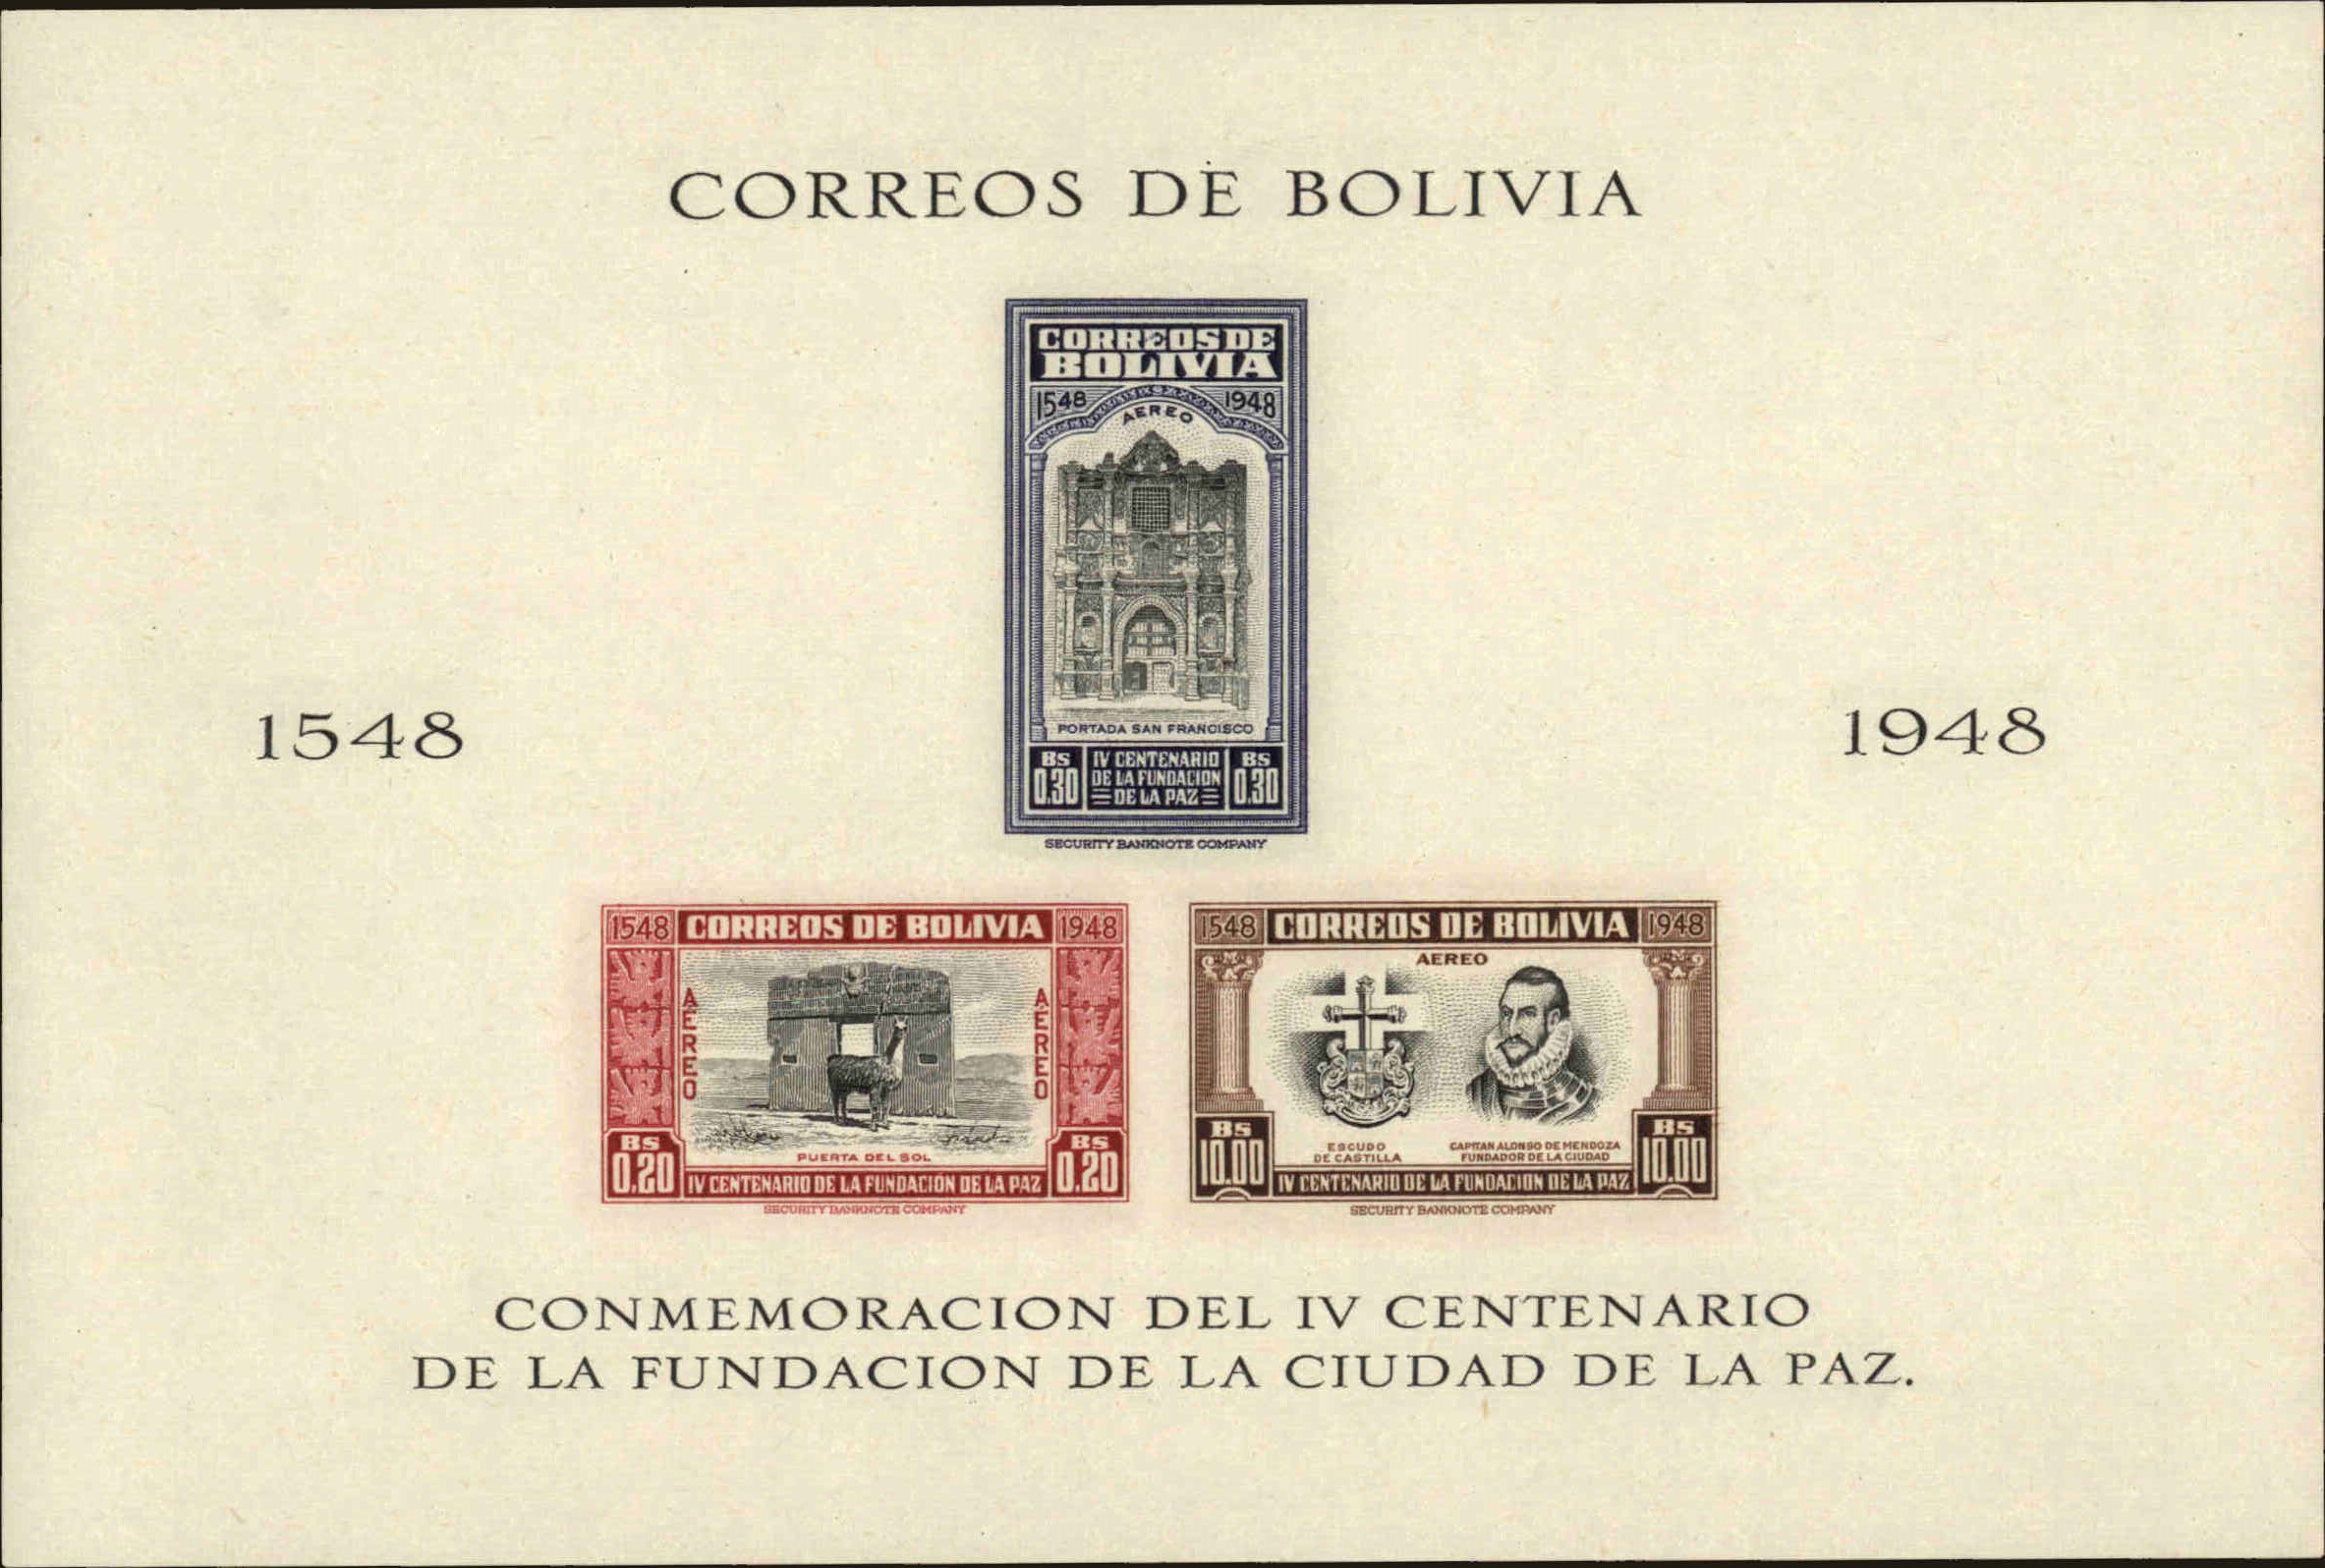 CORREOS DE BOLIVIA
CORREOS DE
BOLIVIA
1548 1948
AEREO
PORTADA SAN FRANCISCO
Bs 0.30
IV CENTENARIO
DE LA FUNDACION
DE LA PAZ
Bs 0.30
SECURITY BANKNOTE COMPANY
1548
1948
1548 CORREOS DE BOLIVIA 1948
AEREO
AEREO
PUERTA DEL SOL
Bs 0.20
IV CENTENARIO DE LA FUNDACION DE LA PAZ
Bs 0.20
SECURITY BANKNOTE COMPANY
1548 CORREOS DE BOLIVIA 1948
AEREO
ESCUDO
DE CASTILLA
CAPITAN ALONSO DE MENDOZA
FUNDADOR DE LA CIUDAD
Bs 10.00
IV CENTENARIO DE LA FUNDACION DE LA PAZ
Bs 10.00
SECURITY BANKNOTE COMPANY
CONMEMORACION DEL IV CENTENARIO
DE LA FUNDACION DE LA CIUDAD DE LA PAZ.